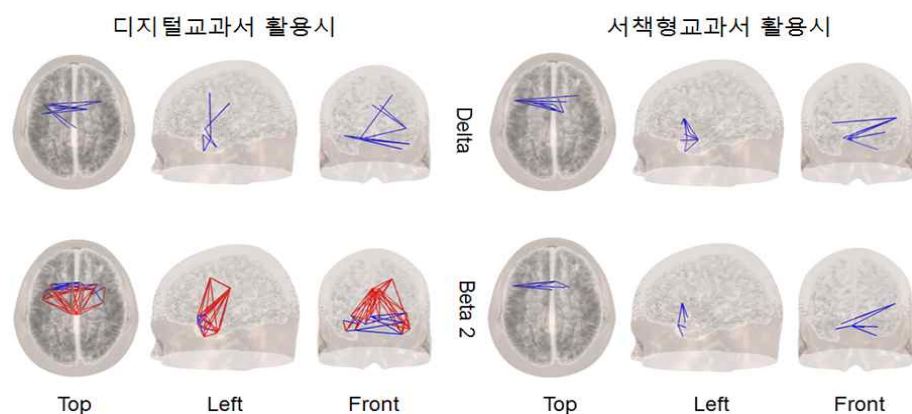 디지털교과서 활용시
서책형교과서 활용시
Delta
Beta 2
Top
Left
Front
Top
Left
Front